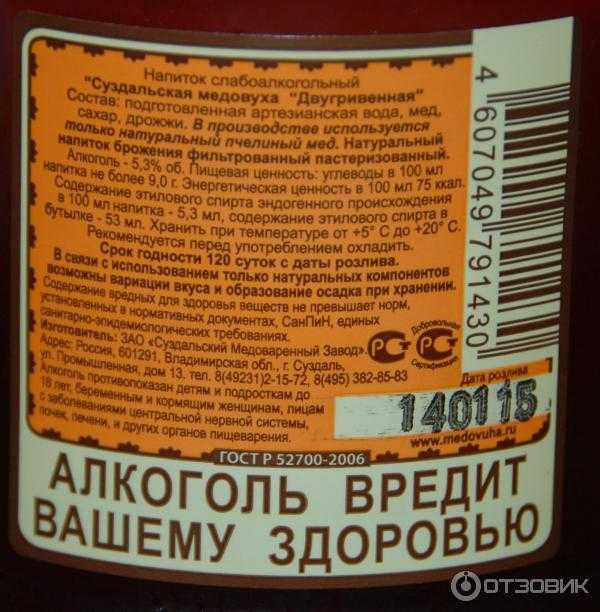 Напиток слабоалкогольный
"Суздальская медовуха "Двугривенная"
Состав: подготовленная артезианская вода, мед,
сахар, дрожжи. В производстве используется
только натуральный пчелиный мед. Натуральный
напиток брожения фильтрованный пастеризованный.
Алкоголь - 5,3% об. Пищевая ценность: углеводы в 100 мл
напитка не более 9,0 г. Энергетическая ценность в 100 мл 75 ккал.
Содержание этилового спирта эндогенного происхождения
в 100 мл напитка - 5,3 мл, содержание этилового спирта в
бутылке - 53 мл. Хранить при температуре от +5° С до +20° С.
Рекомендуется перед употреблением охладить.
Срок годности 120 суток с даты розлива.
В связи с использованием только натуральных компонентов
возможны вариации вкуса и образование осадка при хранении.
Содержание вредных для здоровья веществ не превышает норм,
установленных в нормативных документах, СанПиН, единых
санитарно-эпидемиологических требованиях.
Изготовитель: ЗАО «Суздальский Медоваренный Завод».
Адрес: Россия, 601291, Владимирская обл., г. Суздаль,
ул. Промышленная, дом 13. тел. 8(49231)2-15-72, 8(495) 382-85-83
Алкоголь противопоказан детям и подросткам до
18 лет, беременным и кормящим женщинам, лицам
с заболеваниями центральной нервной системы,
почек, печени, и других органов пищеварения.
Добровольная
Сертификация
4 607049 791430
Дата розлива
140115
www.medovuha.ru
ГОСТ Р 52700-2006
АЛКОГОЛЬ ВРЕДИТ
ВАШЕМУ ЗДОРОВЬЮ
ОТЗОВИК